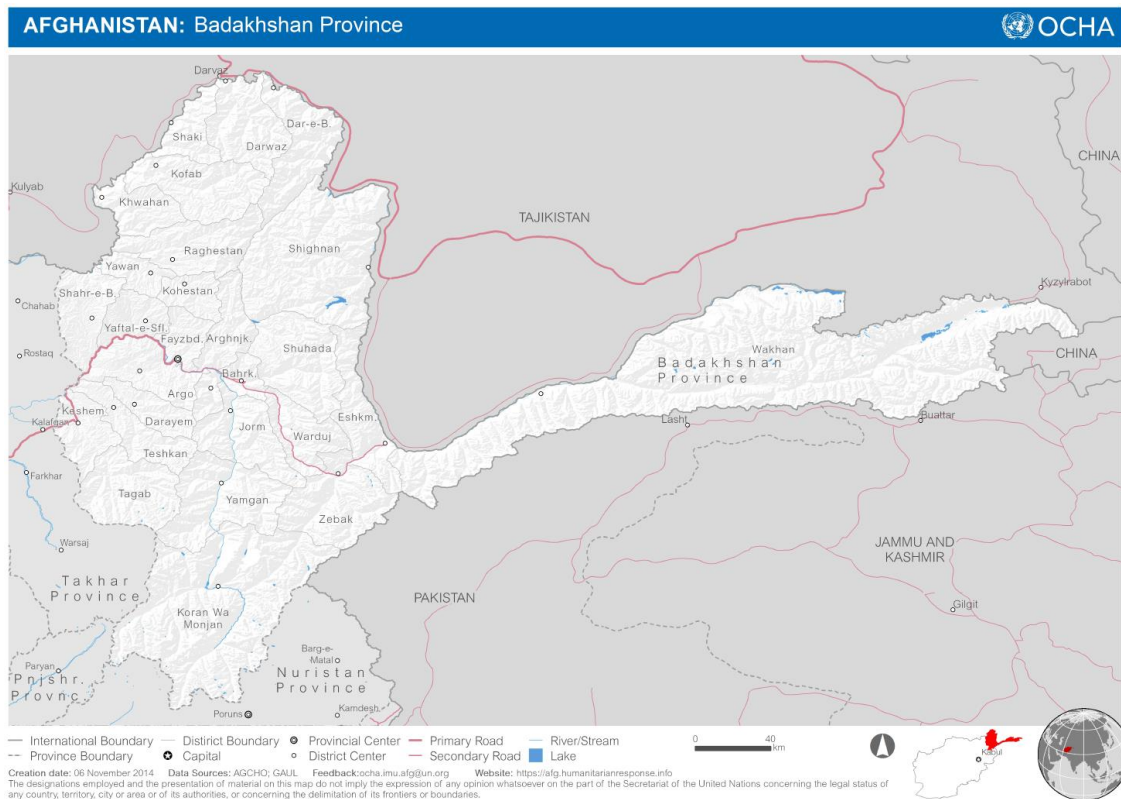 AFGHANISTAN: Badakhshan Province
OCHA
Darvaz
Dar-e-B.
Shaki
Darwaz
CHINA
Kofab
Kulyab
Khwahan
TAJIKISTAN
Raghestan
Shighnan
Yawan
Kohestan
Kyzylrabot
Shahr-e-B.
Chahab
Yaftal-e-Sfl.
Fayzbd.
Arghnjk.
Shuhada
Rostaq
Wakhan
CHINA
Badakhshan
Province
Bahrk.
Argo
Keshem
Eshkm.
Kalafgan
Darayem
Jorm
Warduj
Lasht
Buattar
Teshkan
Farkhar
Tagab
Yamgan
Zebak
Warsaj
JAMMU AND
KASHMIR
Takhar
Province
PAKISTAN
Gilgit
Koran Wa
Monjan
Barg-e-
Matal
Paryan
Pnjshr.
Provnc.
Nuristan
Province
Poruns
Kamdesh
International Boundary
District Boundary
Provincial Center
Primary Road
River/Stream
Province Boundary
Capital
District Center
Secondary Road
Lake
0 40
km
Kabul
Creation date: 06 November 2014 Data Sources: AGCHO; GAUL Feedback:ocha.imu.afg@un.org Website: https://afg.humanitarianresponse.info
The designations employed and the presentation of material on this map do not imply the expression of any opinion whatsoever on the part of the Secretariat of the United Nations concerning the legal status of
any country, territory, city or area or of its authorities, or concerning the delimitation of its frontiers or boundaries.